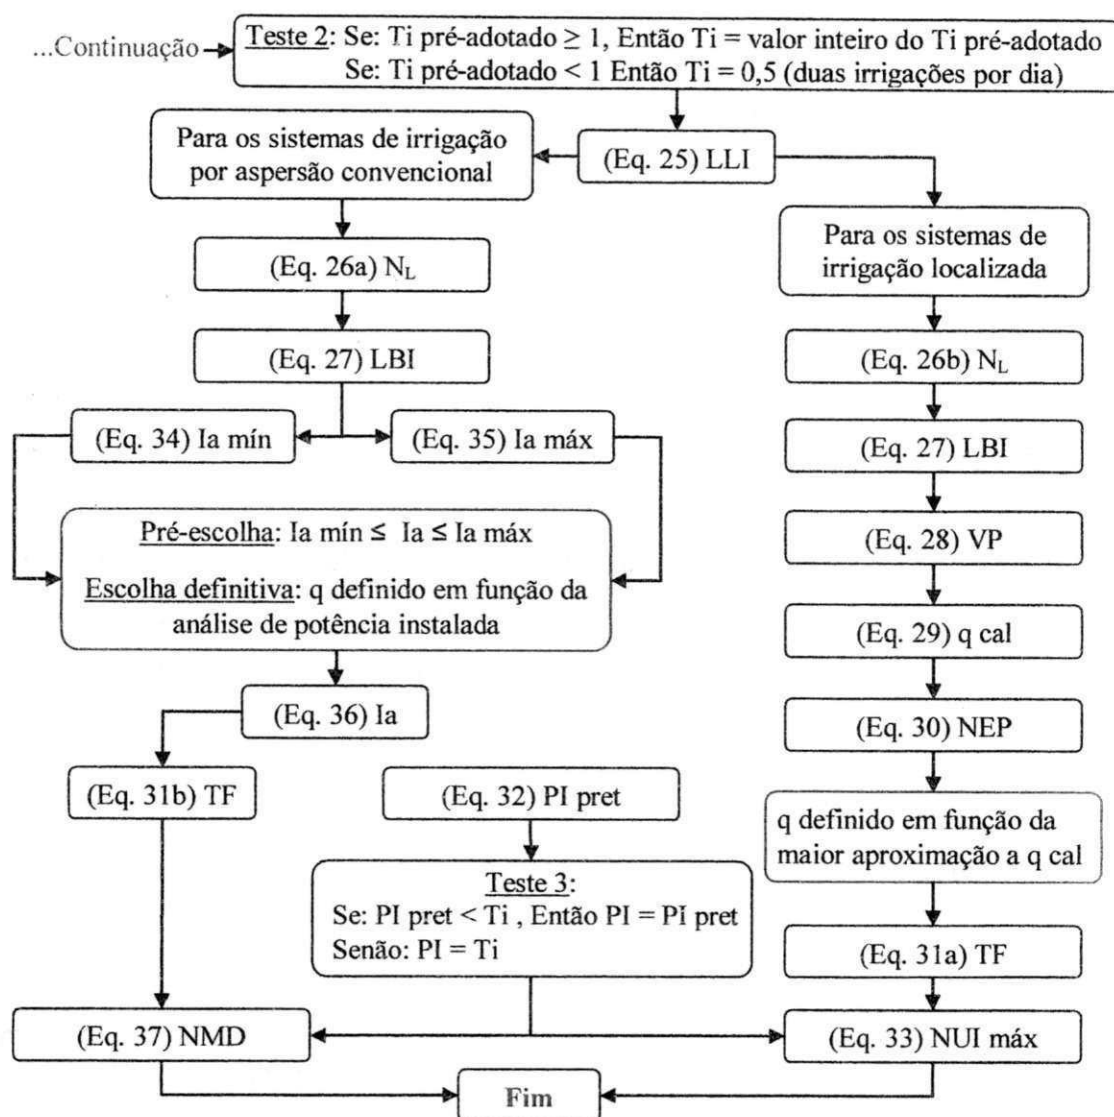 ...Continuação
Teste 2: Se: Ti pré-adotado ≥ 1, Então Ti = valor inteiro do Ti pré-adotado
Se: Ti pré-adotado < 1 Então Ti = 0,5 (duas irrigações por dia)
(Eq. 25) LLI
Para os sistemas de irrigação
por aspersão convencional
(Eq. 26a) N_L
(Eq. 27) LBI
(Eq. 34) Ia mín
(Eq. 35) Ia máx
Pré-escolha: Ia mín ≤ Ia ≤ Ia máx
Escolha definitiva: q definido em função da
análise de potência instalada
(Eq. 36) Ia
(Eq. 31b) TF
(Eq. 32) PI pret
Teste 3:
Se: PI pret < Ti , Então PI = PI pret
Senão: PI = Ti
(Eq. 37) NMD
Para os sistemas de
irrigação localizada
(Eq. 26b) N_L
(Eq. 27) LBI
(Eq. 28) VP
(Eq. 29) q cal
(Eq. 30) NEP
q definido em função da
maior aproximação a q cal
(Eq. 31a) TF
(Eq. 33) NUI máx
Fim